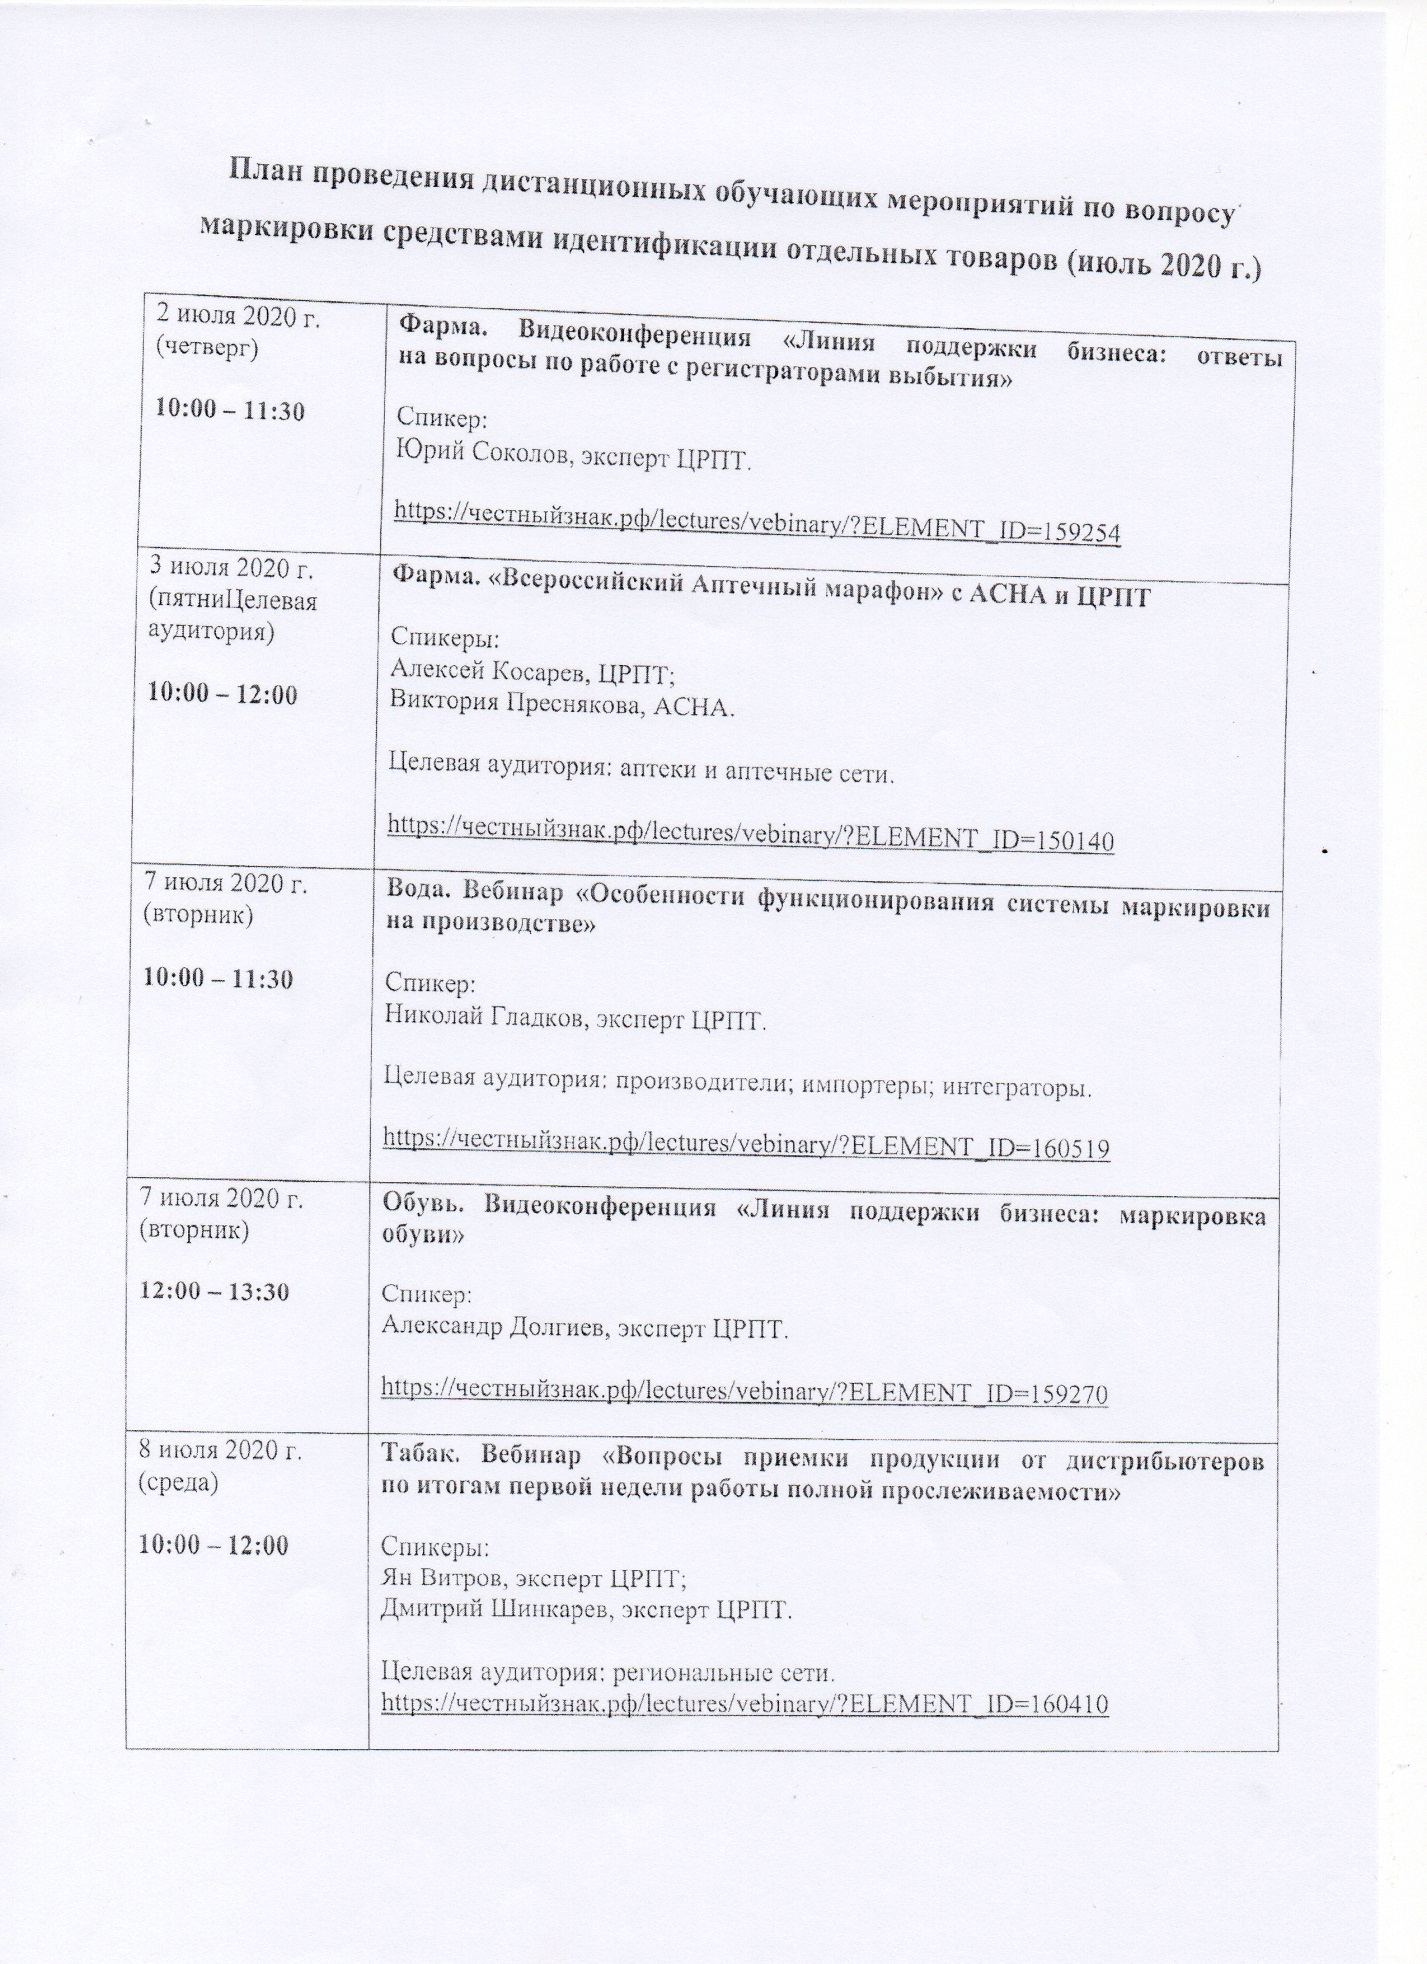 План проведения дистанционных обучающих мероприятий по вопросу
маркировки средствами идентификации отдельных товаров (июль 2020 г.)
2 июля 2020 г.
(четверг)
10:00 – 11:30
Фарма. Видеоконференция «Линия поддержки бизнеса: ответы
на вопросы по работе с регистраторами выбытия»
Спикер:
Юрий Соколов, эксперт ЦРПТ.
https://честныйзнак.рф/lectures/vebinary/?ELEMENT_ID=159254
3 июля 2020 г.
(пятниЦелевая
аудитория)
10:00 – 12:00
Фарма. «Всероссийский Аптечный марафон» с АСНА и ЦРПТ
Спикеры:
Алексей Косарев, ЦРПТ;
Виктория Преснякова, АСНА.
Целевая аудитория: аптеки и аптечные сети.
https://честныйзнак.рф/lectures/vebinary/?ELEMENT_ID=150140
7 июля 2020 г.
(вторник)
10:00 – 11:30
Вода. Вебинар «Особенности функционирования системы маркировки
на производстве»
Спикер:
Николай Гладков, эксперт ЦРПТ.
Целевая аудитория: производители; импортеры; интеграторы.
https://честныйзнак.рф/lectures/vebinary/?ELEMENT_ID=160519
7 июля 2020 г.
(вторник)
12:00 – 13:30
Обувь. Видеоконференция «Линия поддержки бизнеса: маркировка
обуви»
Спикер:
Александр Долгиев, эксперт ЦРПТ.
https://честныйзнак.рф/lectures/vebinary/?ELEMENT_ID=159270
8 июля 2020 г.
(среда)
10:00 – 12:00
Табак. Вебинар «Вопросы приемки продукции от дистрибьютеров
по итогам первой недели работы полной прослеживаемости»
Спикеры:
Ян Витров, эксперт ЦРПТ;
Дмитрий Шинкарев, эксперт ЦРПТ.
Целевая аудитория: региональные сети.
https://честныйзнак.рф/lectures/vebinary/?ELEMENT_ID=160410